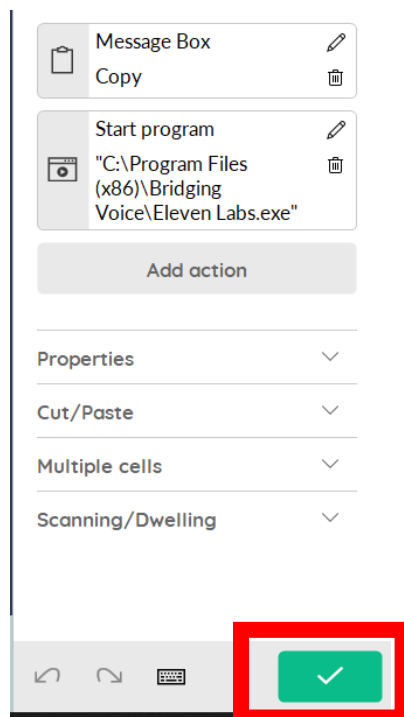 Message Box
Copy
Start program
"C:\Program Files
(x86)\Bridging
Voice\Eleven Labs.exe"
Add action
Properties
Cut/Paste
Multiple cells
Scanning/Dwelling